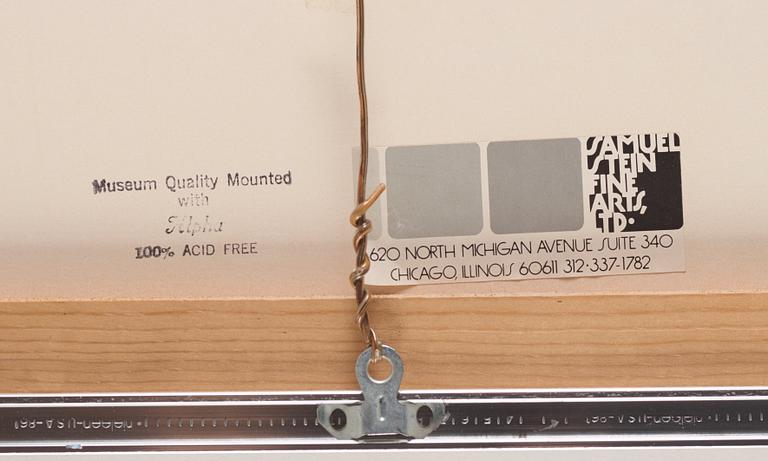 Museum Quality Mounted
with
Alpha
100% ACID FREE
SAMUEL
STEIN
FINE
ARTS,
LTD.
620 NORTH MICHIGAN AVENUE SUITE 340
CHICAGO, ILLINOIS 60611 312·337-1782